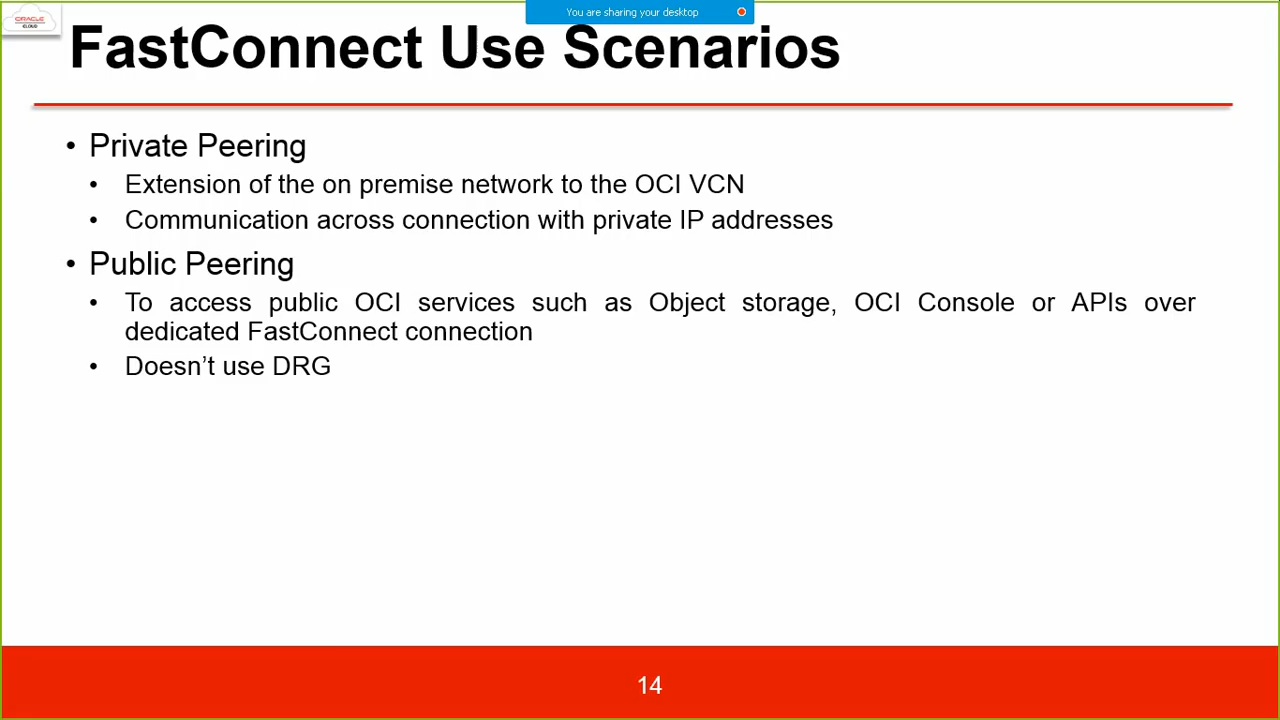 ORACLE
CLOUD
You are sharing your desktop
FastConnect Use Scenarios
• Private Peering
• Extension of the on premise network to the OCI VCN
• Communication across connection with private IP addresses
• Public Peering
• To access public OCI services such as Object storage, OCI Console or APIs over
dedicated FastConnect connection
• Doesn’t use DRG
14